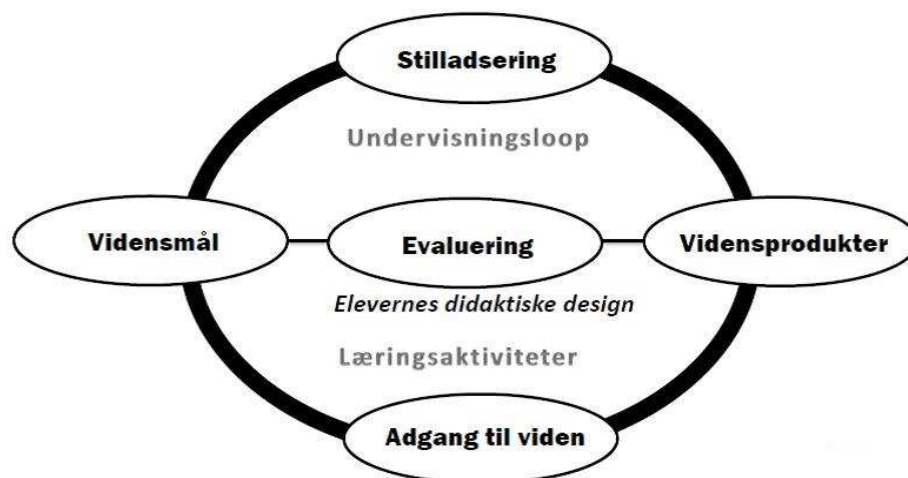 Stilladsering
Undervisningsloop
Vidensmål
Evaluering
Vidensprodukter
Elevernes didaktiske design
Læringsaktiviteter
Adgang til viden